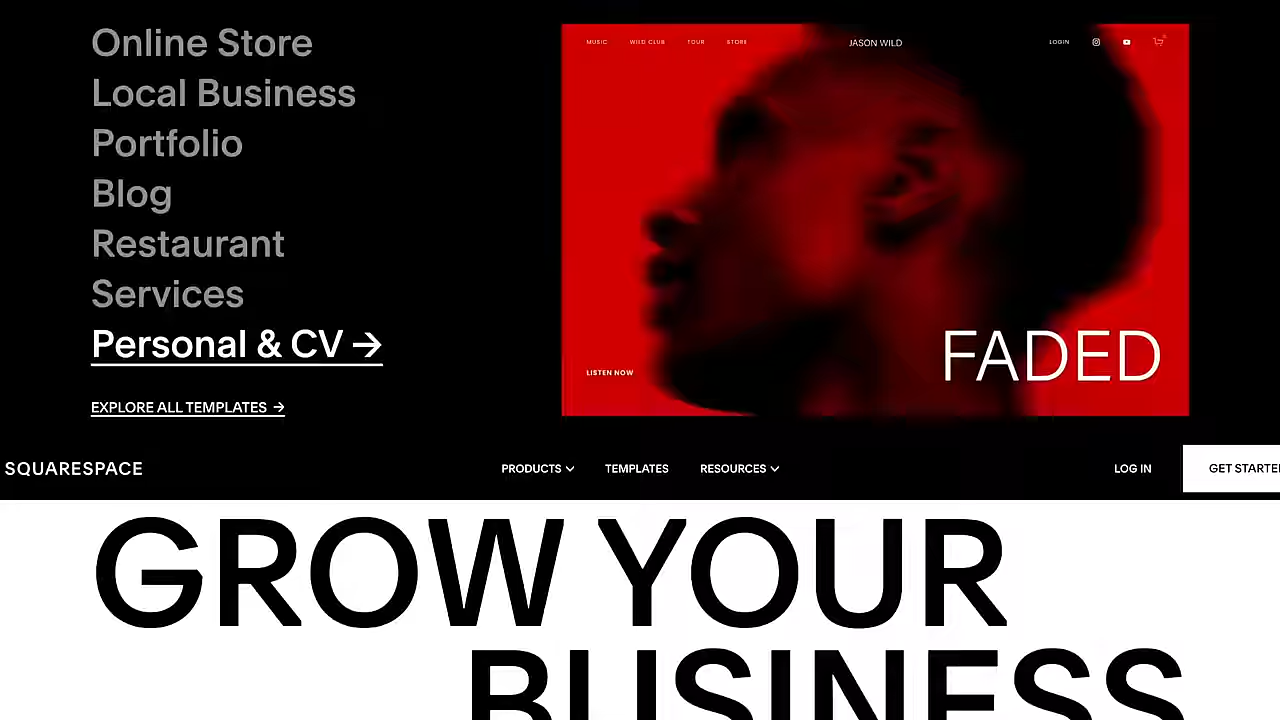 Online Store
Local Business
Portfolio
Blog
Restaurant
Services
Personal & CV →
EXPLORE ALL TEMPLATES →
MUSIC WILD CLUB TOUR STORE JASON WILD LOGIN
LISTEN NOW
FADED
SQUARESPACE PRODUCTS TEMPLATES RESOURCES LOG IN GET STARTE
GROW YOUR
BUSINESS